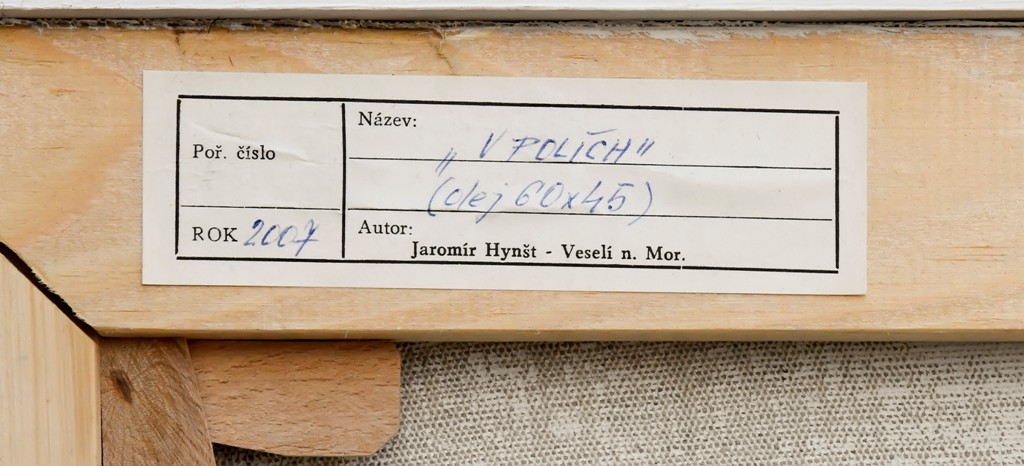 Název:
„V POLÍCH"
Poř. číslo
(olej 60x45)
ROK 2007
Autor:
Jaromír Hynšt - Veselí n. Mor.